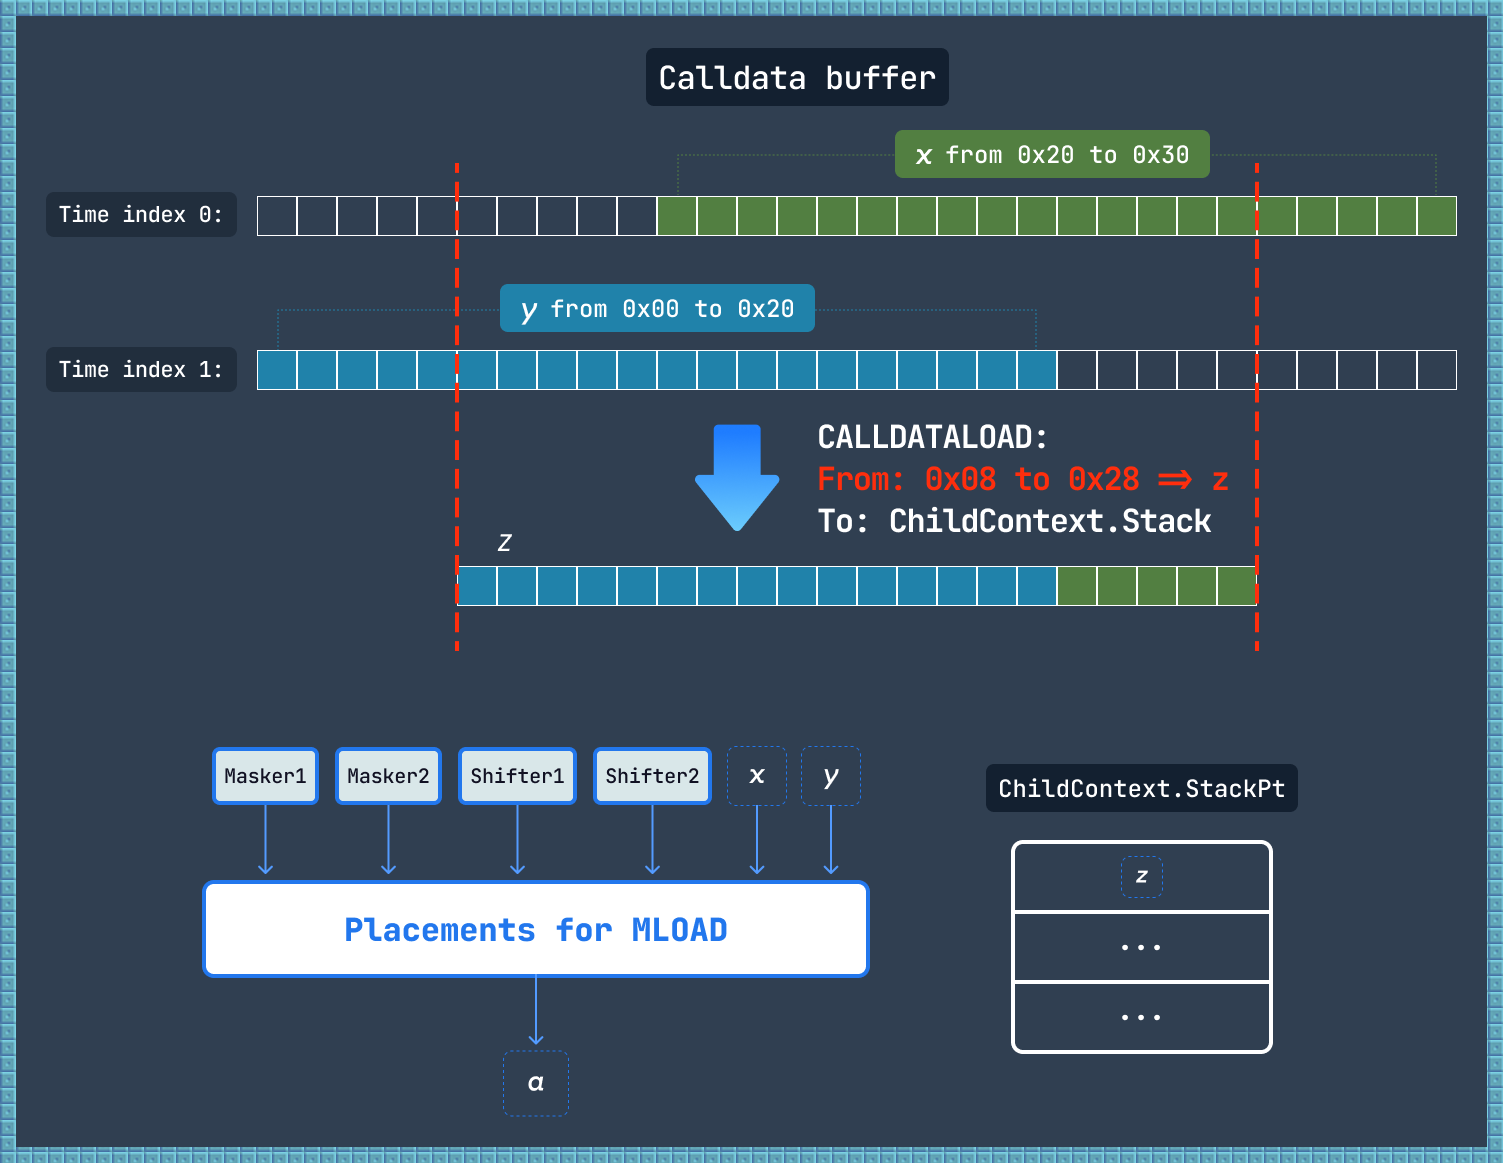 Calldata buffer
x from 0x20 to 0x30
Time index 0:
y from 0x00 to 0x20
Time index 1:
CALLDATALOAD:
From: 0x08 to 0x28 => z
To: ChildContext.Stack
z
Masker1
Masker2
Shifter1
Shifter2
x
y
ChildContext.StackPt
z
...
...
Placements for MLOAD
a